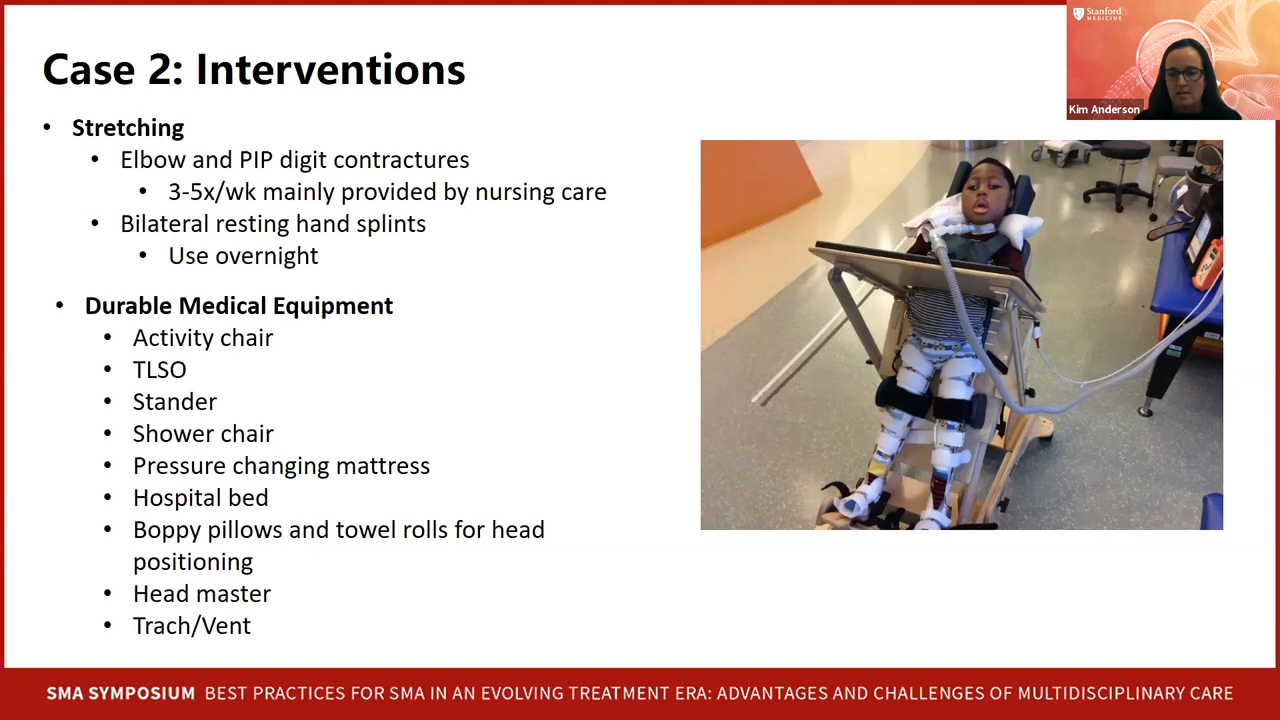 Stanford
MEDICINE
Kim Anderson
Case 2: Interventions
• Stretching
• Elbow and PIP digit contractures
• 3-5x/wk mainly provided by nursing care
• Bilateral resting hand splints
• Use overnight
• Durable Medical Equipment
• Activity chair
• TLSO
• Stander
• Shower chair
• Pressure changing mattress
• Hospital bed
• Boppy pillows and towel rolls for head
positioning
• Head master
• Trach/Vent
SMA SYMPOSIUM BEST PRACTICES FOR SMA IN AN EVOLVING TREATMENT ERA: ADVANTAGES AND CHALLENGES OF MULTIDISCIPLINARY CARE